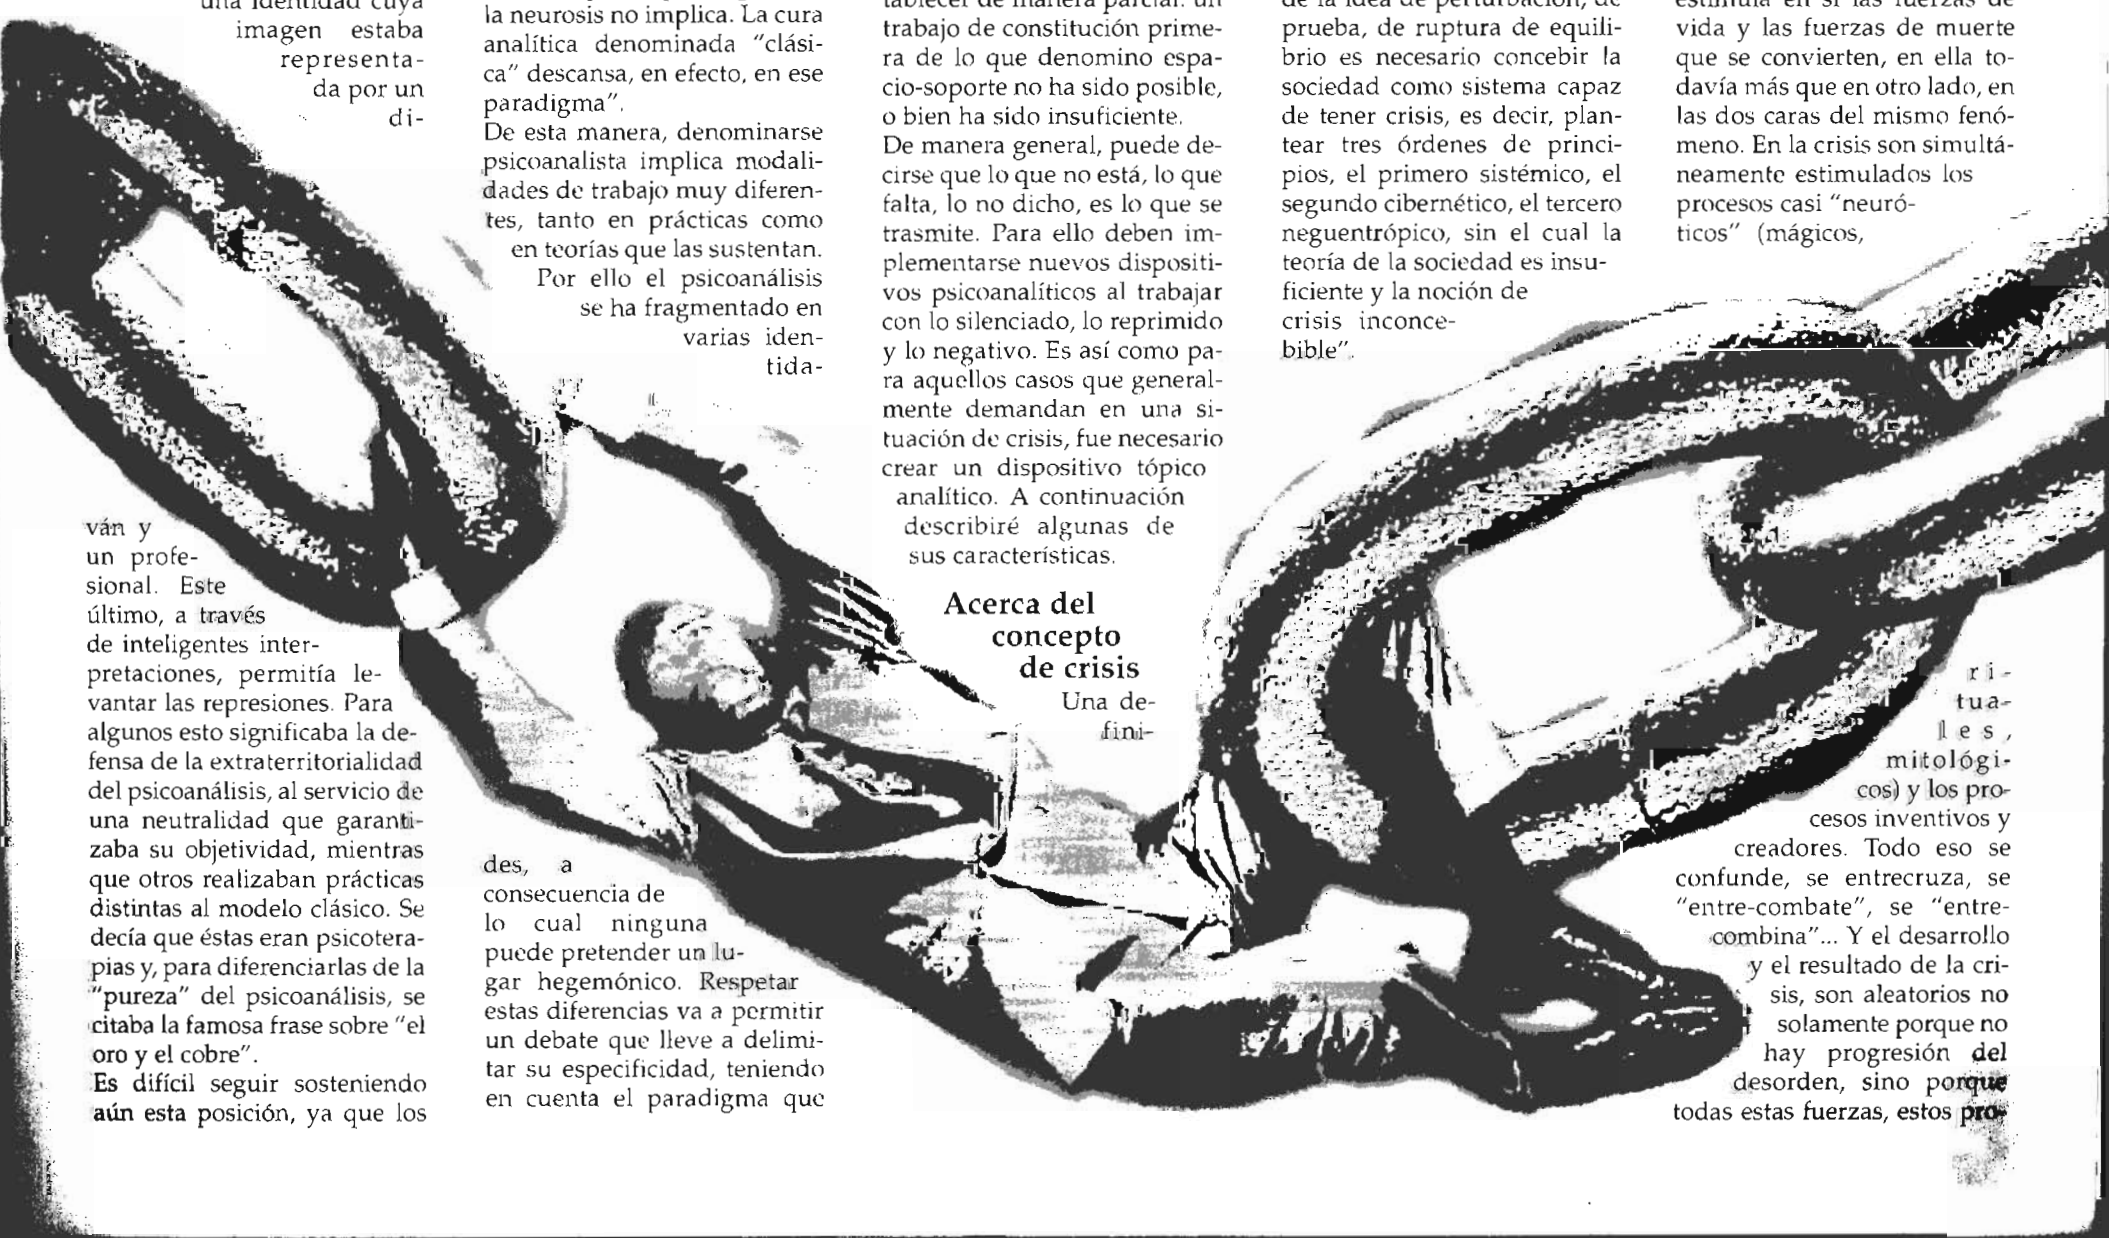 una identidad cuya
imagen estaba
representa-
da por un
di-
ván y
un profe-
sional. Este
último, a través
de inteligentes inter-
pretaciones, permitía le-
vantar las represiones. Para
algunos esto significaba la de-
fensa de la extraterritorialidad
del psicoanálisis, al servicio de
una neutralidad que garanti-
zaba su objetividad, mientras
que otros realizaban prácticas
distintas al modelo clásico. Se
decía que éstas eran psicotera-
pias y, para diferenciarlas de la
"pureza" del psicoanálisis, se
citaba la famosa frase sobre "el
oro y el cobre".
Es difícil seguir sosteniendo
aún esta posición, ya que los
la neurosis no implica. La cura
analítica denominada "clási-
ca" descansa, en efecto, en ese
paradigma".
De esta manera, denominarse
psicoanalista implica modali-
dades de trabajo muy diferen-
tes, tanto en prácticas como
en teorías que las sustentan.
Por ello el psicoanálisis
se ha fragmentado en
varias iden-
tida-
des, a
consecuencia de
lo cual ninguna
puede pretender un lu-
gar hegemónico. Respetar
estas diferencias va a permitir
un debate que lleve a delimi-
tar su especificidad, teniendo
en cuenta el paradigma que
tablecer de manera parcial: un
trabajo de constitución prime-
ra de lo que denomino espa-
cio-soporte no ha sido posible,
o bien ha sido insuficiente.
De manera general, puede de-
cirse que lo que no está, lo que
falta, lo no dicho, es lo que se
trasmite. Para ello deben im-
plementarse nuevos dispositi-
vos psicoanalíticos al trabajar
con lo silenciado, lo reprimido
y lo negativo. Es así como pa-
ra aquellos casos que general-
mente demandan en una si-
tuación de crisis, fue necesario
crear un dispositivo tópico
analítico. A continuación
describiré algunas de
sus características.
Acerca del
concepto
de crisis
Una de-
fini-
de la idea de perturbación, de
prueba, de ruptura de equili-
brio es necesario concebir la
sociedad como sistema capaz
de tener crisis, es decir, plan-
tear tres órdenes de princi-
pios, el primero sistémico, el
segundo cibernético, el tercero
neguentrópico, sin el cual la
teoría de la sociedad es insu-
ficiente y la noción de
crisis inconce-
bible".
estimula en sí las fuerzas de
vida y las fuerzas de muerte
que se convierten, en ella to-
davía más que en otro lado, en
las dos caras del mismo fenó-
meno. En la crisis son simultá-
neamente estimulados los
procesos casi "neuró-
ticos" (mágicos,
ri-
tua-
les,
mitológi-
cos) y los pro-
cesos inventivos y
creadores. Todo eso se
confunde, se entrecruza, se
"entre-combate", se "entre-
combina"... Y el desarrollo
y el resultado de la cri-
sis, son aleatorios no
solamente porque no
hay progresión del
desorden, sino porque
todas estas fuerzas, estos pro-